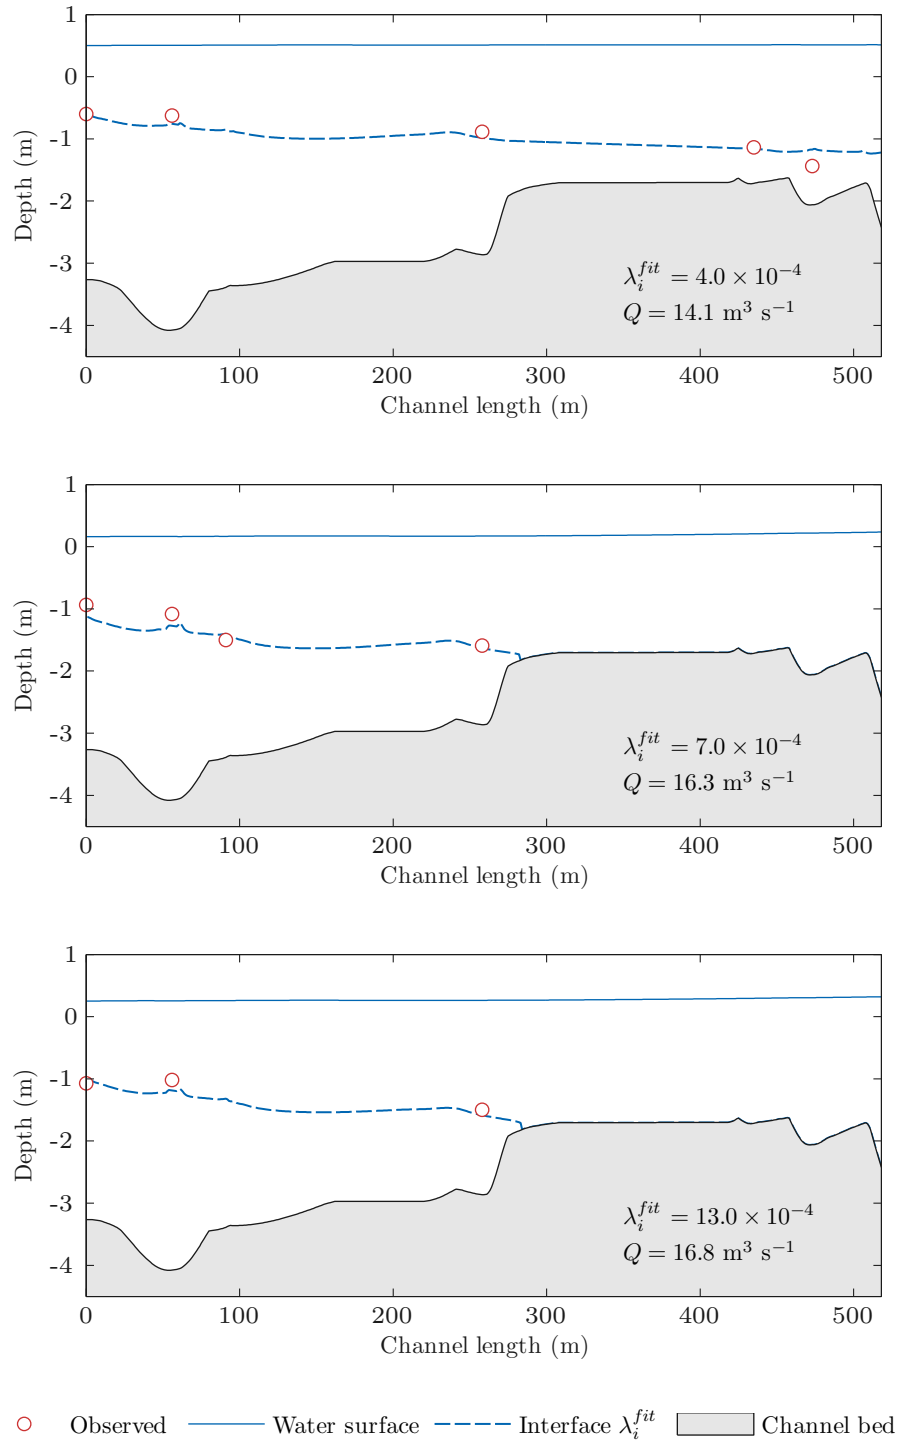 0
-1
-2
-3
-4
Depth (m)
λ_i^{fit} = 4.0 × 10⁻⁴
Q = 14.1 m³ s⁻¹
0 100 200 300 400 500
Channel length (m)
1
0
-1
-2
-3
-4
Depth (m)
λ_i^{fit} = 7.0 × 10⁻⁴
Q = 16.3 m³ s⁻¹
0 100 200 300 400 500
Channel length (m)
1
0
-1
-2
-3
-4
Depth (m)
λ_i^{fit} = 13.0 × 10⁻⁴
Q = 16.8 m³ s⁻¹
0 100 200 300 400 500
Channel length (m)
Observed Water surface Interface λ_i^{fit} Channel bed